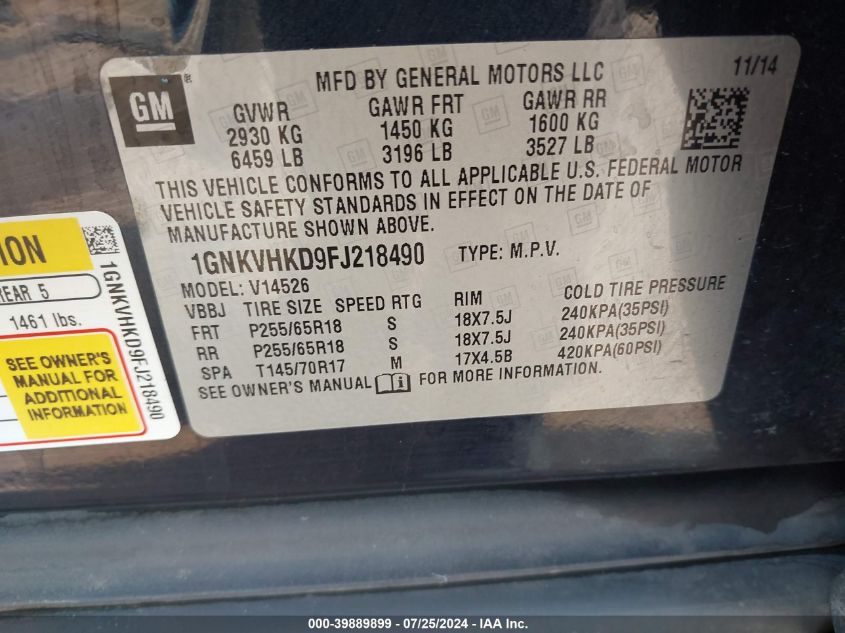 GM
MFD BY GENERAL MOTORS LLC 11/14
GVWR GAWR FRT GAWR RR
2930 KG 1450 KG 1600 KG
6459 LB 3196 LB 3527 LB
THIS VEHICLE CONFORMS TO ALL APPLICABLE U.S. FEDERAL MOTOR
VEHICLE SAFETY STANDARDS IN EFFECT ON THE DATE OF
MANUFACTURE SHOWN ABOVE.
1GNKVHKD9FJ218490 TYPE: M.P.V.
MODEL: V14526
VBBJ TIRE SIZE SPEED RTG RIM COLD TIRE PRESSURE
FRT P255/65R18 S 18X7.5J 240KPA(35PSI)
RR P255/65R18 S 18X7.5J 240KPA(35PSI)
SPA T145/70R17 M 17X4.5B 420KPA(60PSI)
SEE OWNER'S MANUAL FOR MORE INFORMATION.
REAR 5
1461 lbs.
SEE OWNER'S
MANUAL FOR
ADDITIONAL
INFORMATION
1GNKVHKD9FJ218490
000-39889899 / 07/25/2024 - IAA Inc.